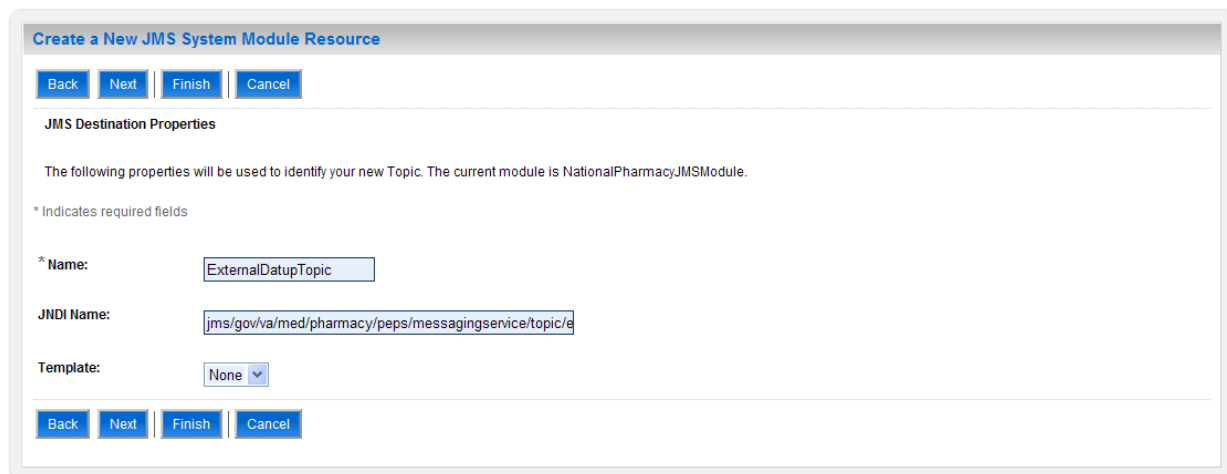 Create a New JMS System Module Resource
Back Next Finish Cancel
JMS Destination Properties
The following properties will be used to identify your new Topic. The current module is NationalPharmacyJMSModule.
* Indicates required fields
* Name: ExternalDatupTopic
JNDI Name: jms/gov/va/med/pharmacy/peps/messagingservice/topic/e
Template: None
Back Next Finish Cancel